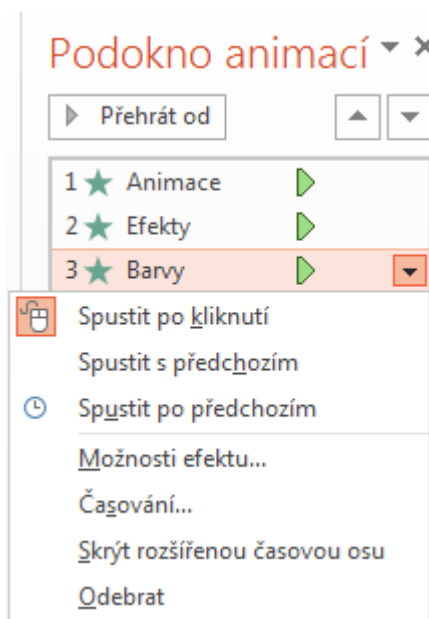 Podokno animací
Přehrát od
1 Animace
2 Efekty
3 Barvy
Spustit po kliknutí
Spustit s předchozím
Spustit po předchozím
Možnosti efektu...
Časování...
Skrýt rozšířenou časovou osu
Odebrat